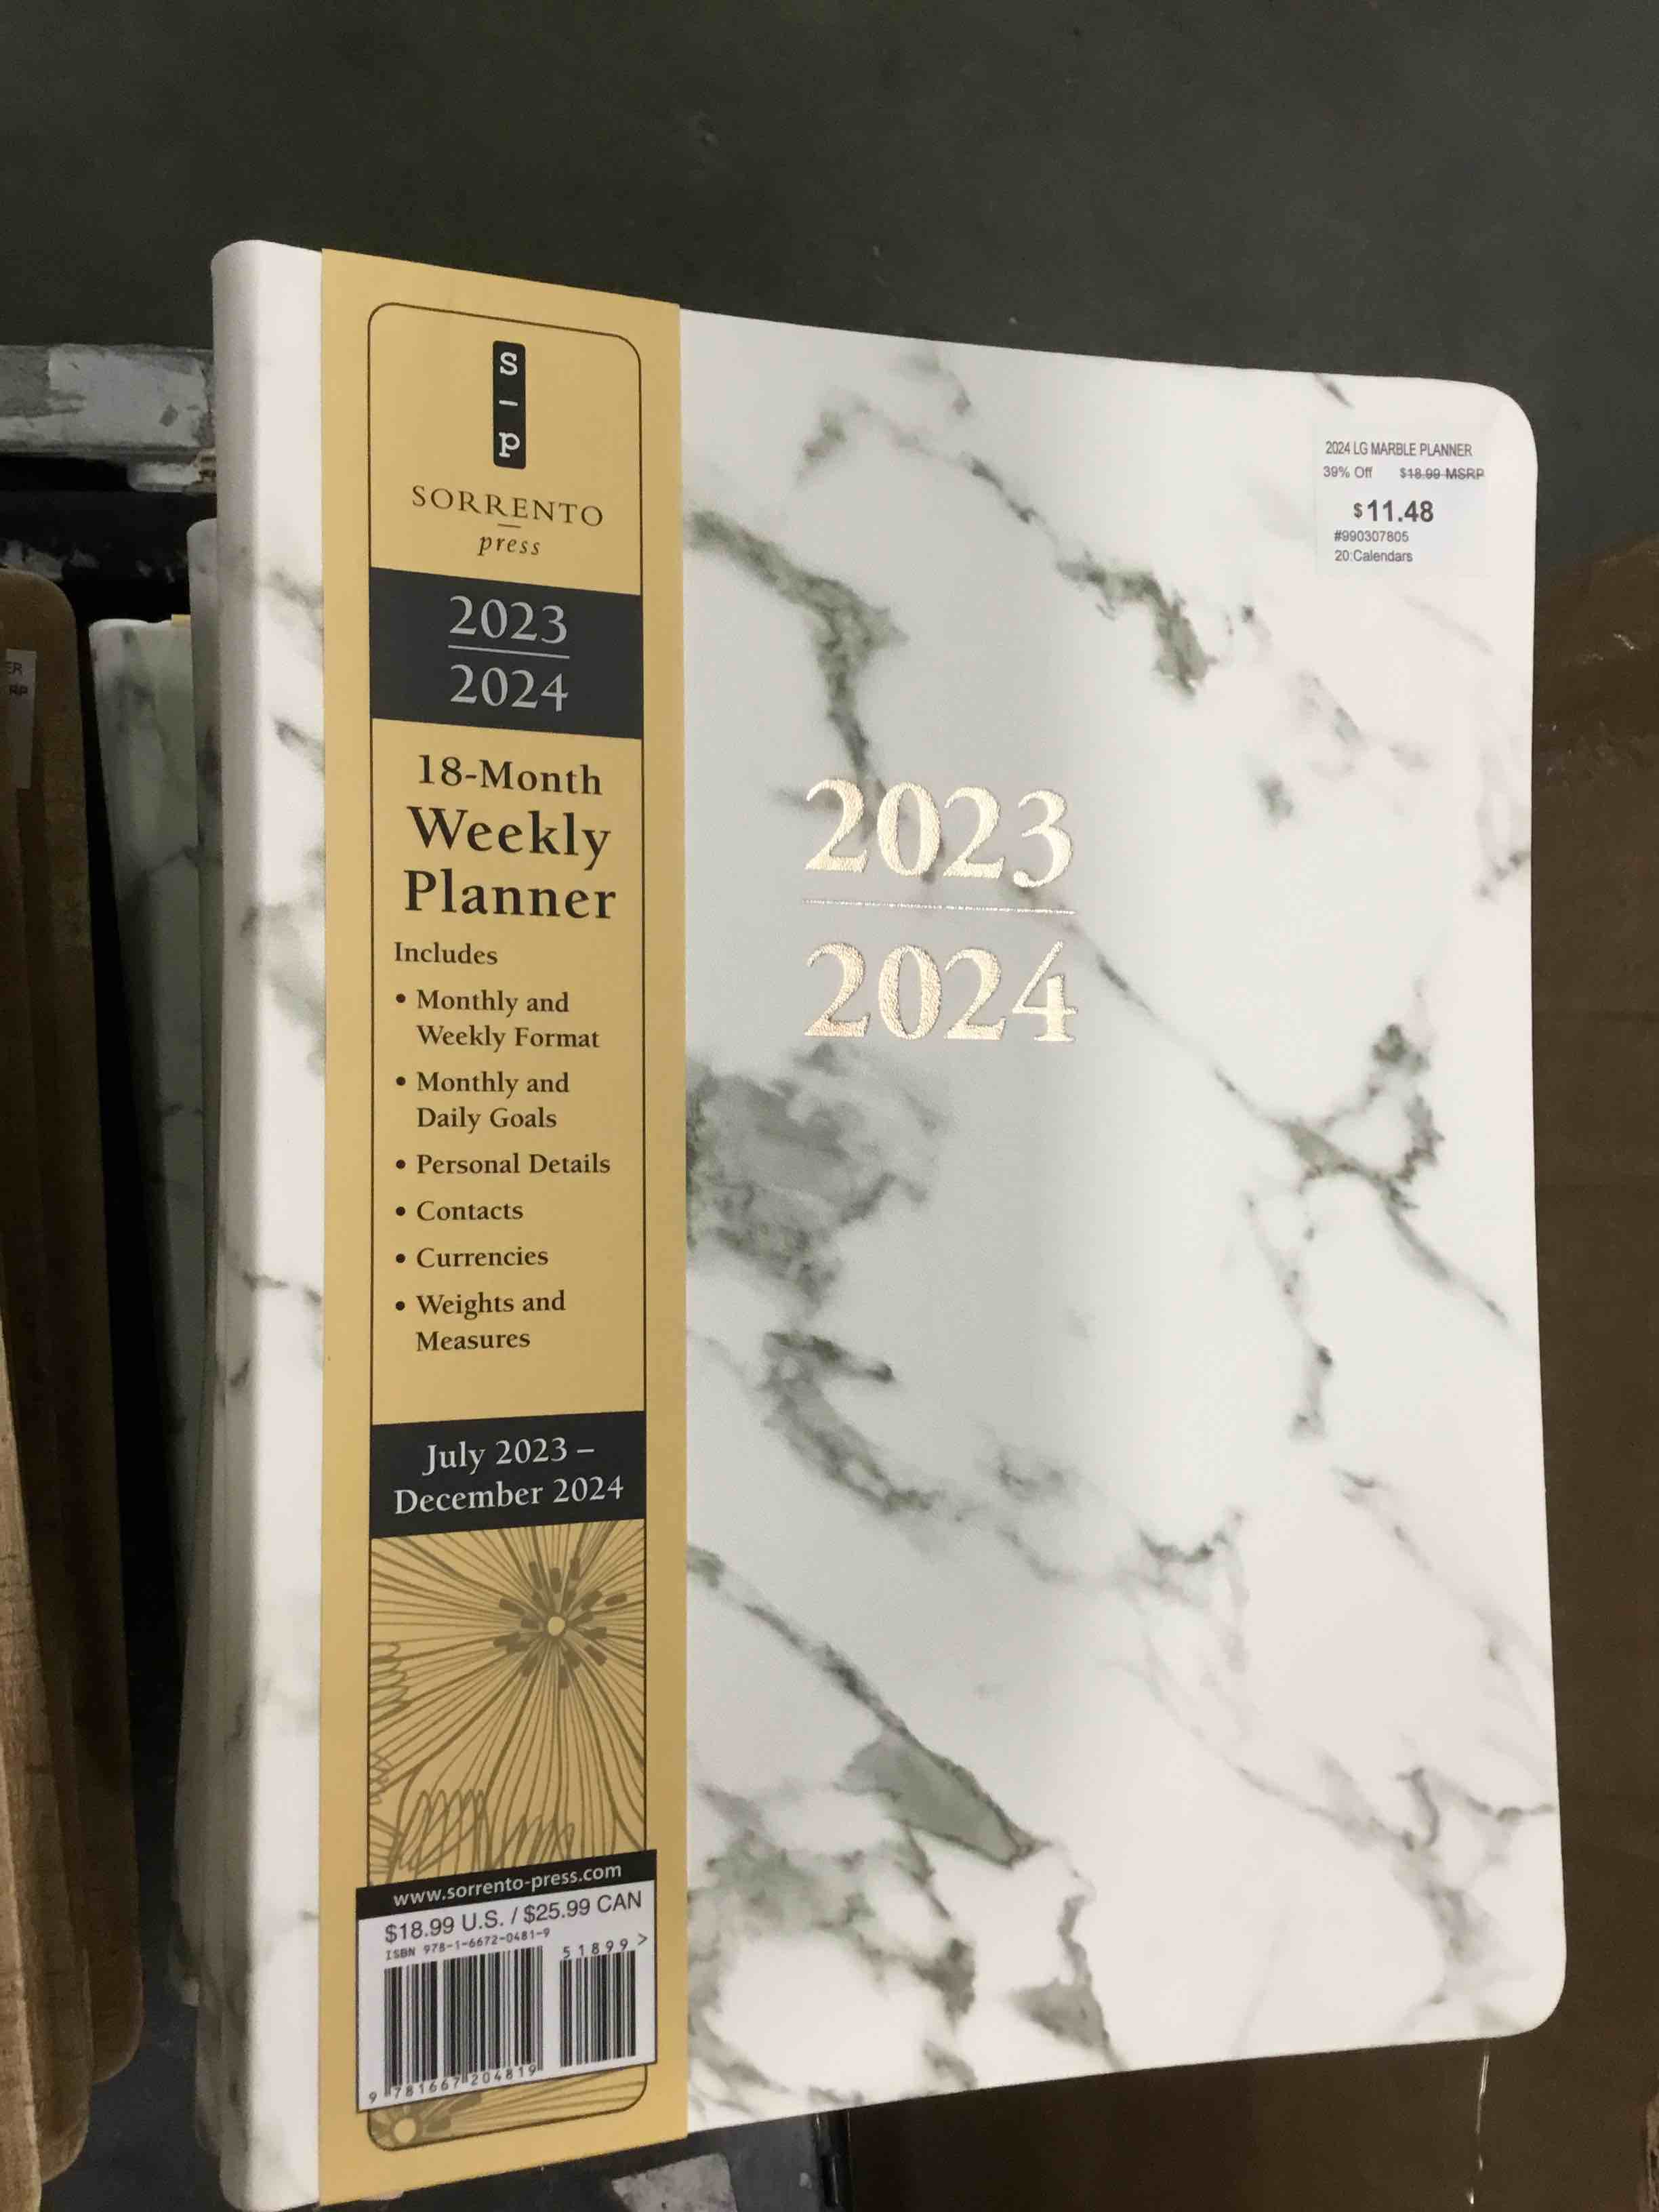 s
–
p
SORRENTO
press
2023
2024
18-Month
Weekly
Planner
Includes
• Monthly and
Weekly Format
• Monthly and
Daily Goals
• Personal Details
• Contacts
• Currencies
• Weights and
Measures
July 2023 –
December 2024
www.sorrento-press.com
$18.99 U.S. / $25.99 CAN
ISBN 978-1-6672-0481-9
51899 >
9 781667 204819
2023
2024
2024 LG MARBLE PLANNER
39% Off $18.99 MSRP
$11.48
#990307805
20:Calendars
ER
RP